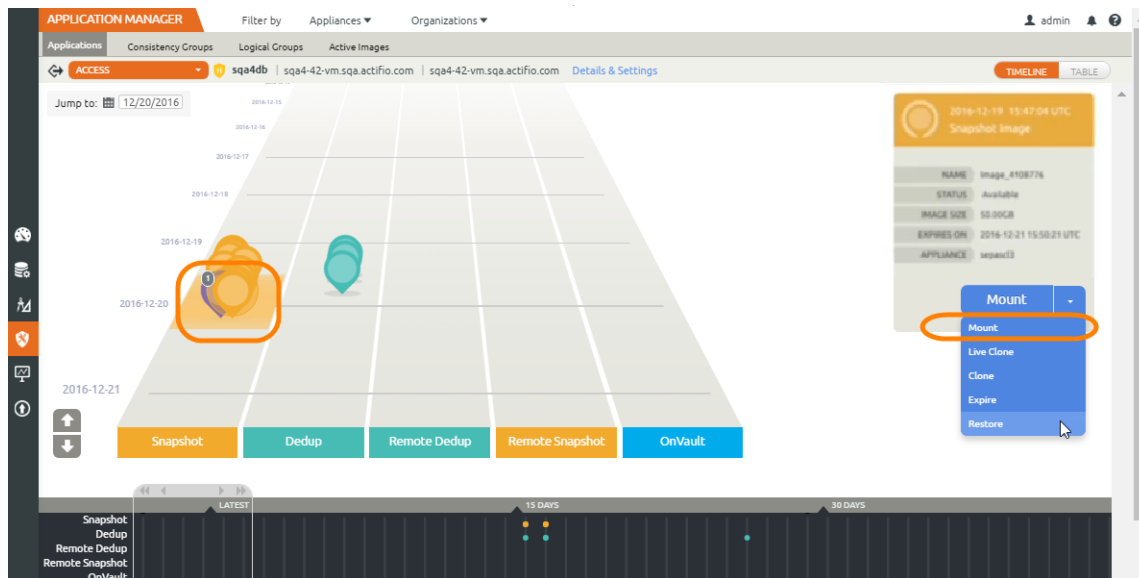 APPLICATION MANAGER Filter by Appliances Organizations admin
Applications Consistency Groups Logical Groups Active Images
ACCESS sqa4db | sqa4-42-vm.sqa.actifio.com | sqa4-42-vm.sqa.actifio.com Details & Settings TIMELINE TABLE
Jump to: 12/20/2016
2016-12-15
2016-12-16
2016-12-17
2016-12-18
2016-12-19
2016-12-20
2016-12-21
1
Snapshot Dedup Remote Dedup Remote Snapshot OnVault
2016-12-19 15:47:04 UTC
Snapshot Image
NAME Image_4108776
STATUS Available
IMAGE SIZE 50.00GB
EXPIRES ON 2016-12-21 15:50:21 UTC
APPLIANCE sepascl3
Mount
Mount
Live Clone
Clone
Expire
Restore
LATEST 15 DAYS 30 DAYS
Snapshot
Dedup
Remote Dedup
Remote Snapshot
OnVault